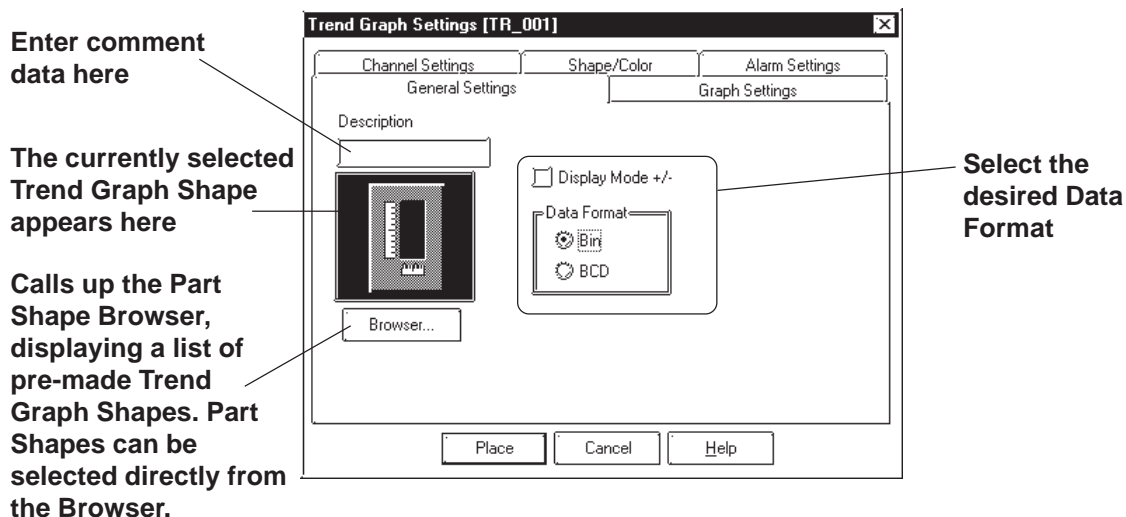 Enter comment
data here
The currently selected
Trend Graph Shape
appears here
Calls up the Part
Shape Browser,
displaying a list of
pre-made Trend
Graph Shapes. Part
Shapes can be
selected directly from
the Browser.
Trend Graph Settings [TR_001]
Channel Settings
Shape/Color
Alarm Settings
General Settings
Graph Settings
Description
Display Mode +/-
Data Format
Bin
BCD
Browser...
Place
Cancel
Help
Select the
desired Data
Format